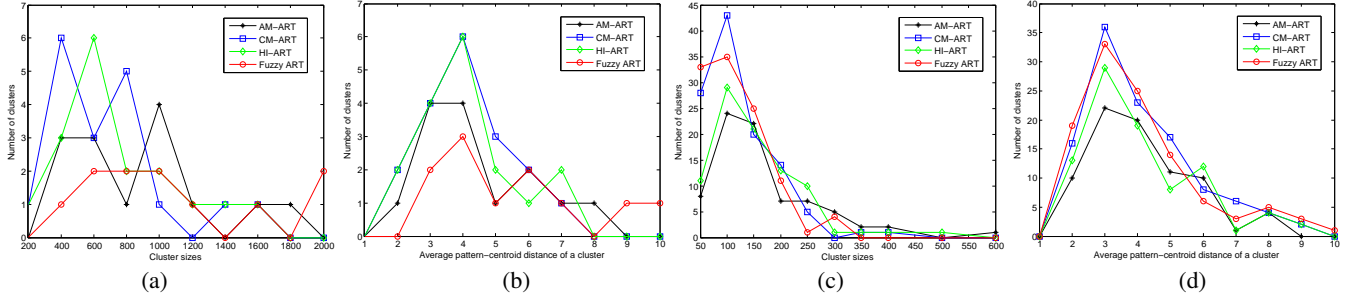 7
6
5
4
3
2
1
0
Number of clusters
AM−ART
CM−ART
HI−ART
Fuzzy ART
200 400 600 800 1000 1200 1400 1600 1800 2000
Cluster sizes
(a)
7
6
5
4
3
2
1
0
Number of clusters
AM−ART
CM−ART
HI−ART
Fuzzy ART
1 2 3 4 5 6 7 8 9 10
Average pattern−centroid distance of a cluster
(b)
45
40
35
30
25
20
15
10
5
Number of clusters
AM−ART
CM−ART
HI−ART
Fuzzy ART
50 100 150 200 250 300 350 400 500 600
Cluster sizes
(c)
40
35
30
25
20
15
10
5
0
Number of clusters
AM−ART
CM−ART
HI−ART
Fuzzy ART
1 2 3 4 5 6 7 8 9 10
Average pattern−centroid distance of a cluster
(d)